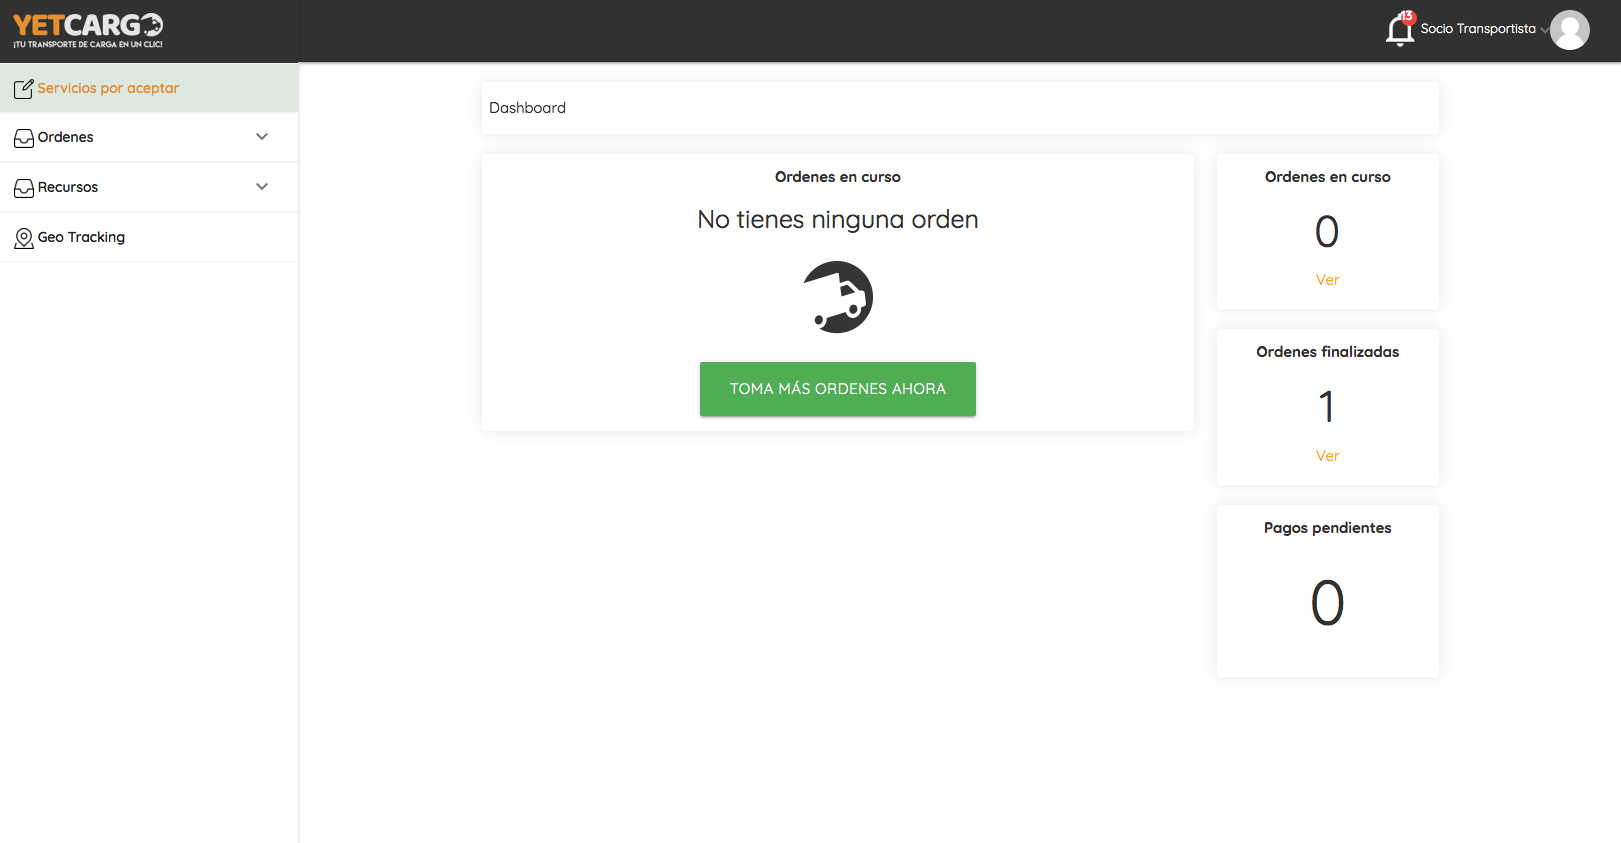 YETCARGO
¡TU TRANSPORTE DE CARGA EN UN CLIC!
13
Socio Transportista
Servicios por aceptar
Ordenes
Recursos
Geo Tracking
Dashboard
Ordenes en curso
No tienes ninguna orden
TOMA MÁS ORDENES AHORA
Ordenes en curso
0
Ver
Ordenes finalizadas
1
Ver
Pagos pendientes
0